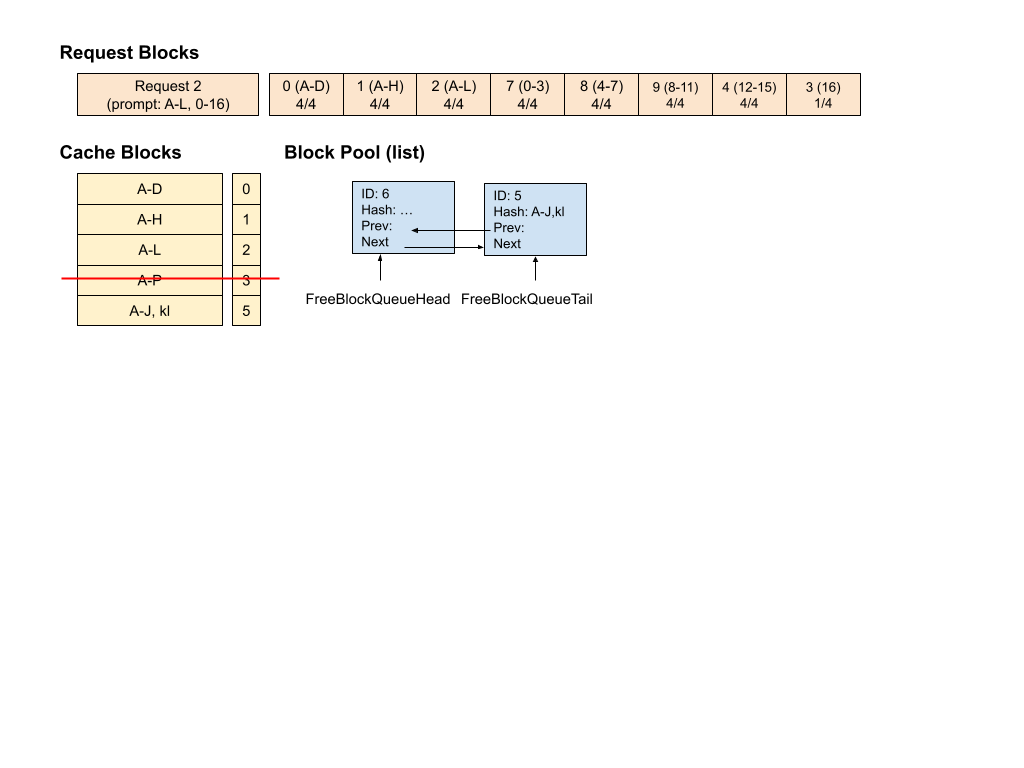 Request Blocks
Request 2
(prompt: A-L, 0-16)
0 (A-D)
4/4
1 (A-H)
4/4
2 (A-L)
4/4
7 (0-3)
4/4
8 (4-7)
4/4
9 (8-11)
4/4
4 (12-15)
4/4
3 (16)
1/4
Cache Blocks
A-D 0
A-H 1
A-L 2
A-P 3
A-J, kl 5
Block Pool (list)
ID: 6
Hash: …
Prev:
Next
ID: 5
Hash: A-J,kl
Prev:
Next
FreeBlockQueueHead
FreeBlockQueueTail